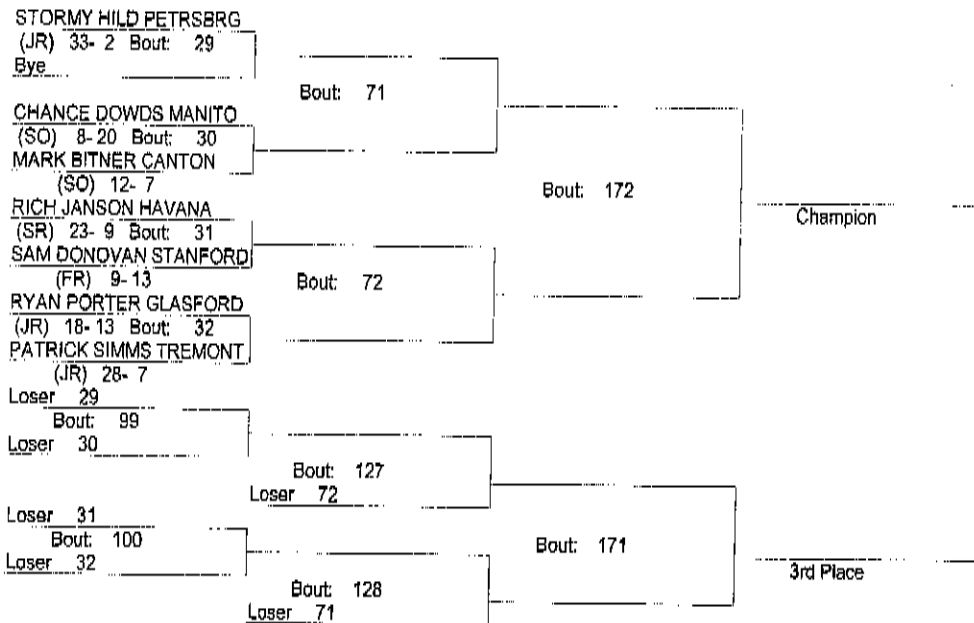 STORMY HILD PETRSBRG
(JR) 33- 2 Bout: 29
Bye
Bout: 71
CHANCE DOWDS MANITO
(SO) 8- 20 Bout: 30
MARK BITNER CANTON
(SO) 12- 7
Bout: 172
RICH JANSON HAVANA
(SR) 23- 9 Bout: 31
Champion
SAM DONOVAN STANFORD
(FR) 9- 13
Bout: 72
RYAN PORTER GLASFORD
(JR) 18- 13 Bout: 32
PATRICK SIMMS TREMONT
(JR) 28- 7
Loser 29
Bout: 99
Loser 30
Bout: 127
Loser 72
Loser 31
Bout: 100
Bout: 171
Loser 32
3rd Place
Bout: 128
Loser 71